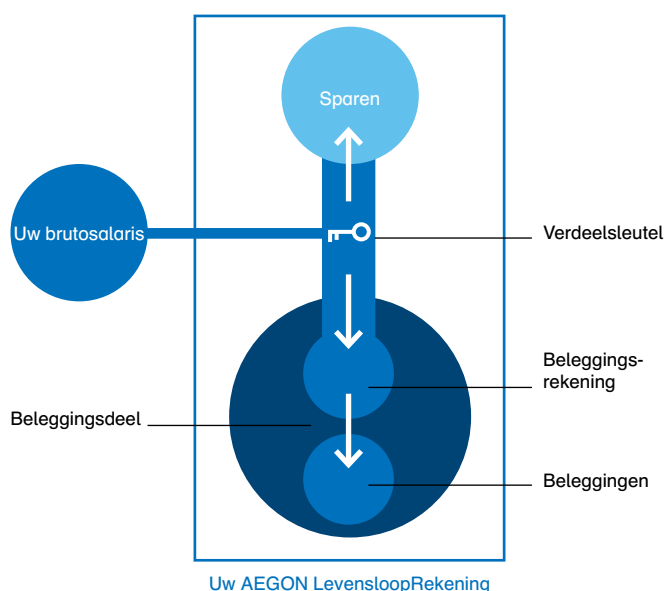 Sparen
Uw brutosalaris
Verdeelsleutel
Beleggings-
rekening
Beleggingsdeel
Beleggingen
Uw AEGON LevensloopRekening